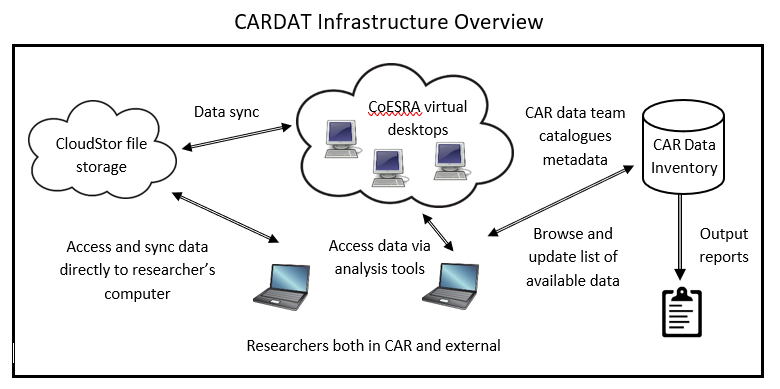 CARDAT Infrastructure Overview
CloudStor file
storage
Data sync
CoESRA virtual
desktops
CAR data team
catalogues
metadata
CAR Data
Inventory
Access and sync data
directly to researcher's
computer
Access data via
analysis tools
Browse and
update list of
available data
Output
reports
Researchers both in CAR and external